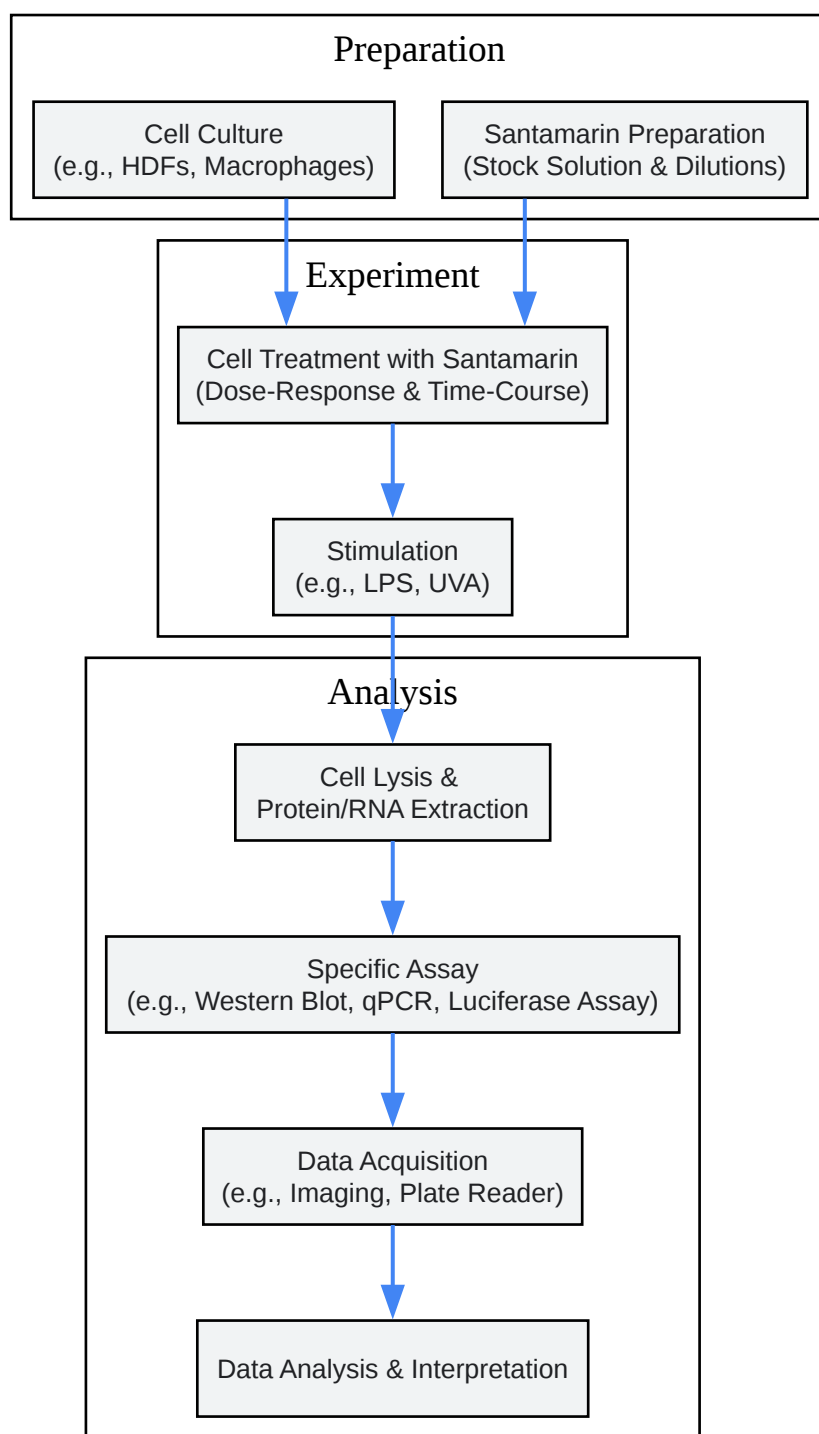 Preparation
Cell Culture
(e.g., HDFs, Macrophages)
Santamarin Preparation
(Stock Solution & Dilutions)
Experiment
Cell Treatment with Santamarin
(Dose-Response & Time-Course)
Stimulation
(e.g., LPS, UVA)
Analysis
Cell Lysis &
Protein/RNA Extraction
Specific Assay
(e.g., Western Blot, qPCR, Luciferase Assay)
Data Acquisition
(e.g., Imaging, Plate Reader)
Data Analysis & Interpretation